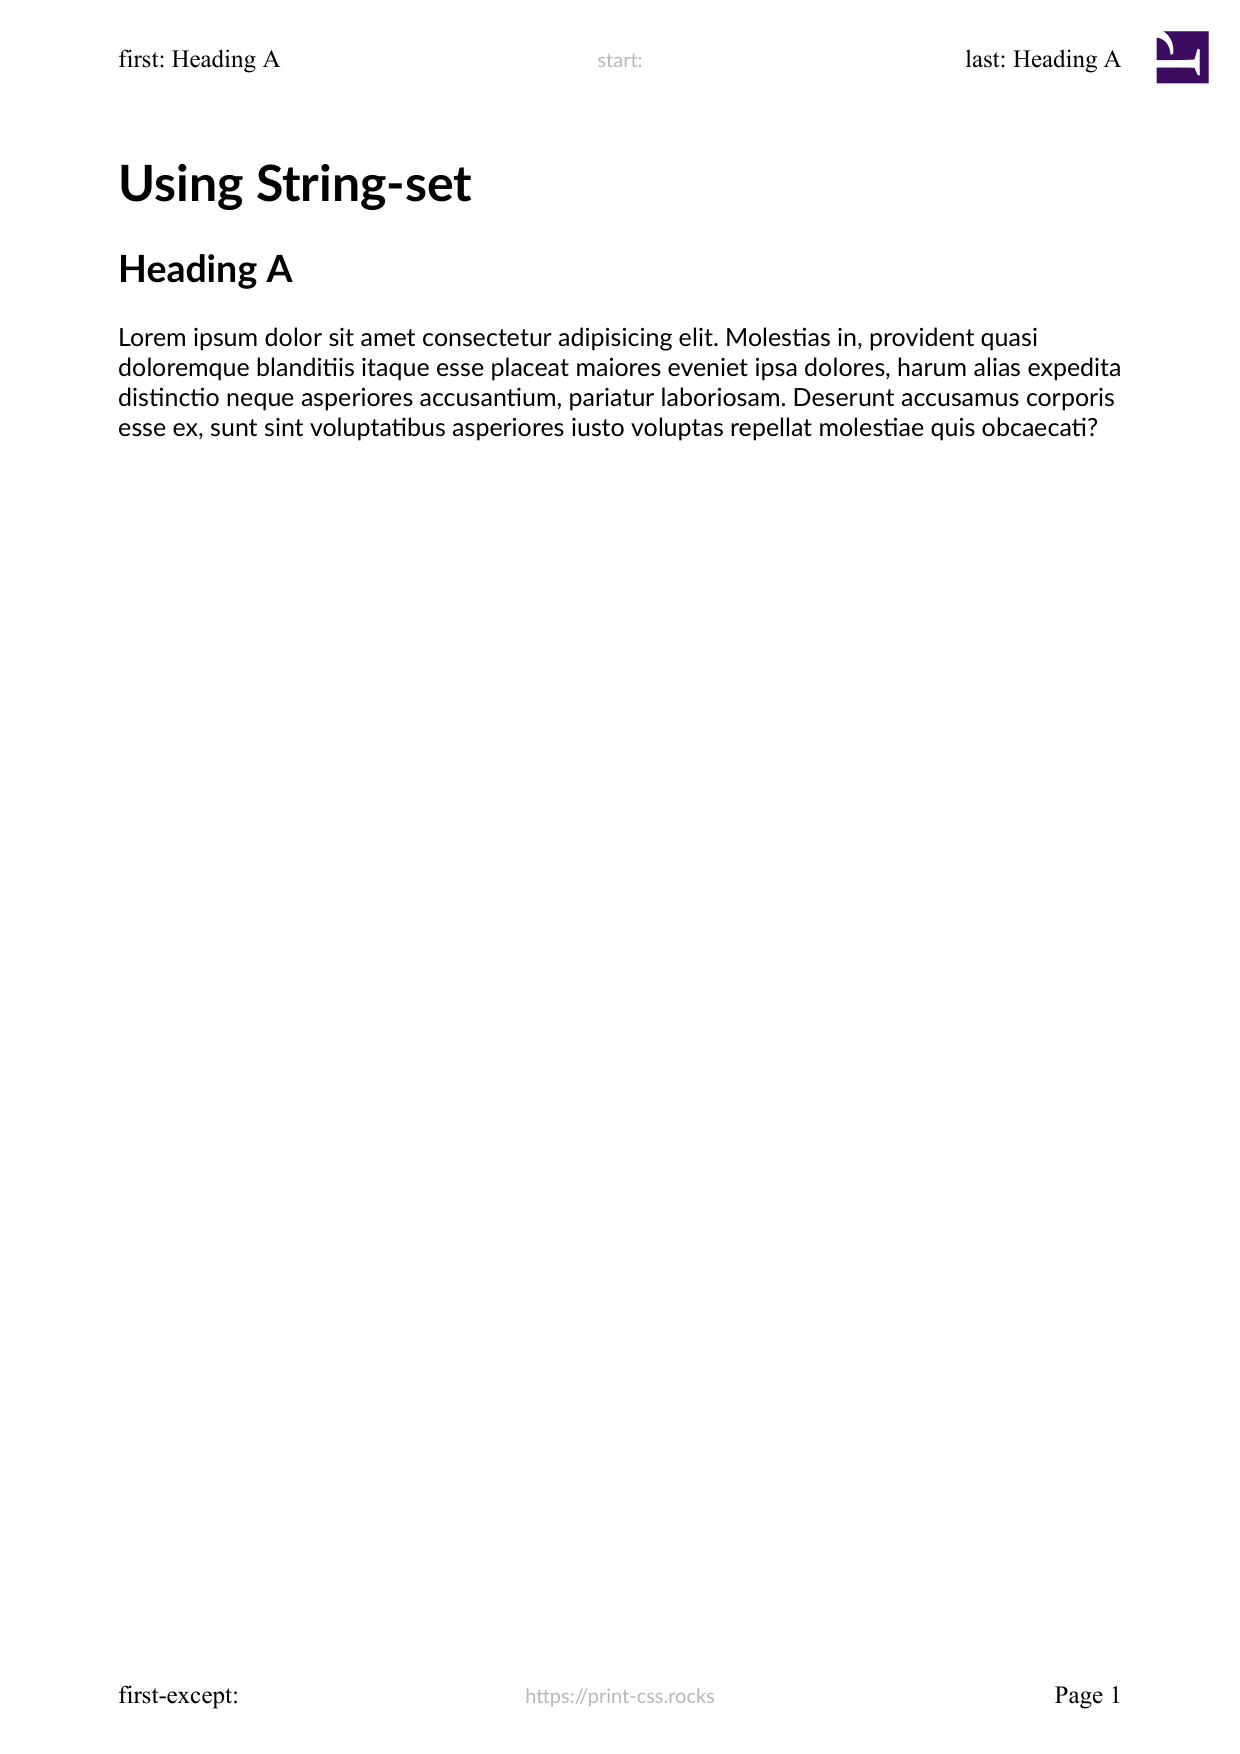 first: Heading A
start:
last: Heading A
Using String-set
Heading A
Lorem ipsum dolor sit amet consectetur adipisicing elit. Molestias in, provident quasi
doloremque blanditiis itaque esse placeat maiores eveniet ipsa dolores, harum alias expedita
distinctio neque asperiores accusantium, pariatur laboriosam. Deserunt accusamus corporis
esse ex, sunt sint voluptatibus asperiores iusto voluptas repellat molestiae quis obcaecati?
first-except:
https://print-css.rocks
Page 1